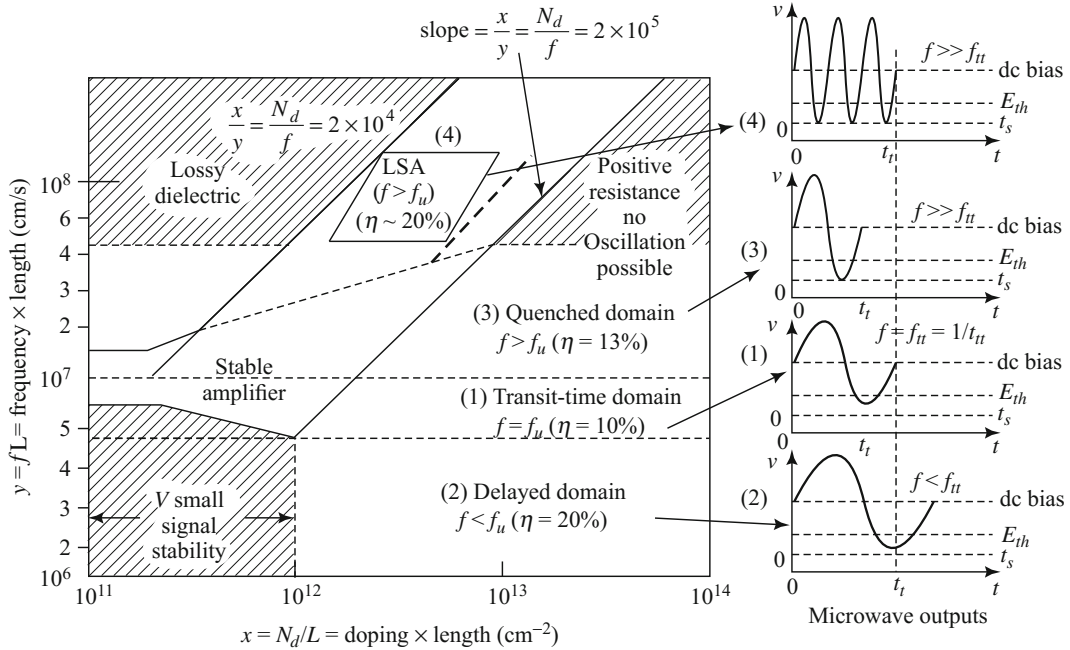 slope = x/y = N_d/f = 2 × 10^5
x/y = N_d/f = 2 × 10^4
Lossy
dielectric
(4)
LSA
(f > f_u)
(η ~ 20%)
Positive
resistance
no
Oscillation
possible
(3) Quenched domain
f > f_u (η = 13%)
Stable
amplifier
(1) Transit-time domain
f = f_u (η = 10%)
(2) Delayed domain
f < f_u (η = 20%)
V small
signal
stability
y = f L = frequency × length (cm/s)
10^8
6
4
3
2
10^7
5
4
3
2
10^6
10^11
10^12
10^13
10^14
x = N_d/L = doping × length (cm^−2)
(4)
v
f >> f_tt
dc bias
E_th
t_s
0
0
t_t
t
(3)
v
f >> f_tt
dc bias
E_th
t_s
0
0
t_t
t
(1)
v
f = f_tt = 1/t_tt
dc bias
E_th
t_s
0
0
t_t
t
(2)
v
f < f_tt
dc bias
E_th
t_s
0
0
t_t
t
Microwave outputs